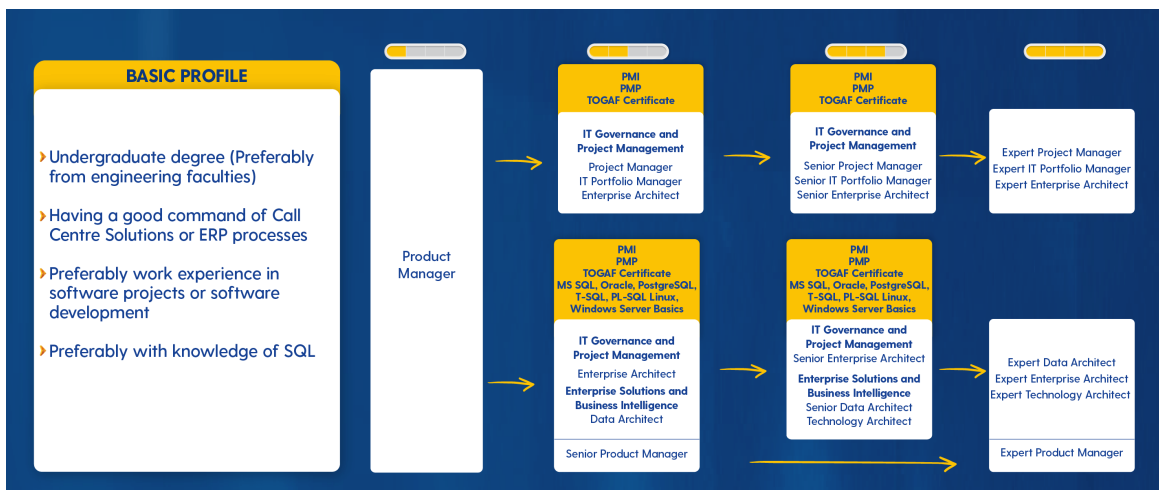 BASIC PROFILE
Undergraduate degree (Preferably
from engineering faculties)
Having a good command of Call
Centre Solutions or ERP processes
Preferably work experience in
software projects or software
development
Preferably with knowledge of SQL
Product
Manager
PMI
PMP
TOGAF Certificate
IT Governance and
Project Management
Project Manager
IT Portfolio Manager
Enterprise Architect
PMI
PMP
TOGAF Certificate
IT Governance and
Project Management
Senior Project Manager
Senior IT Portfolio Manager
Senior Enterprise Architect
Expert Project Manager
Expert IT Portfolio Manager
Expert Enterprise Architect
PMI
PMP
TOGAF Certificate
MS SQL, Oracle, PostgreSQL,
T-SQL, PL-SQL Linux,
Windows Server Basics
IT Governance and
Project Management
Enterprise Architect
Enterprise Solutions and
Business Intelligence
Data Architect
Senior Product Manager
PMI
PMP
TOGAF Certificate
MS SQL, Oracle, PostgreSQL,
T-SQL, PL-SQL Linux,
Windows Server Basics
IT Governance and
Project Management
Senior Enterprise Architect
Enterprise Solutions and
Business Intelligence
Senior Data Architect
Technology Architect
Expert Data Architect
Expert Enterprise Architect
Expert Technology Architect
Expert Product Manager